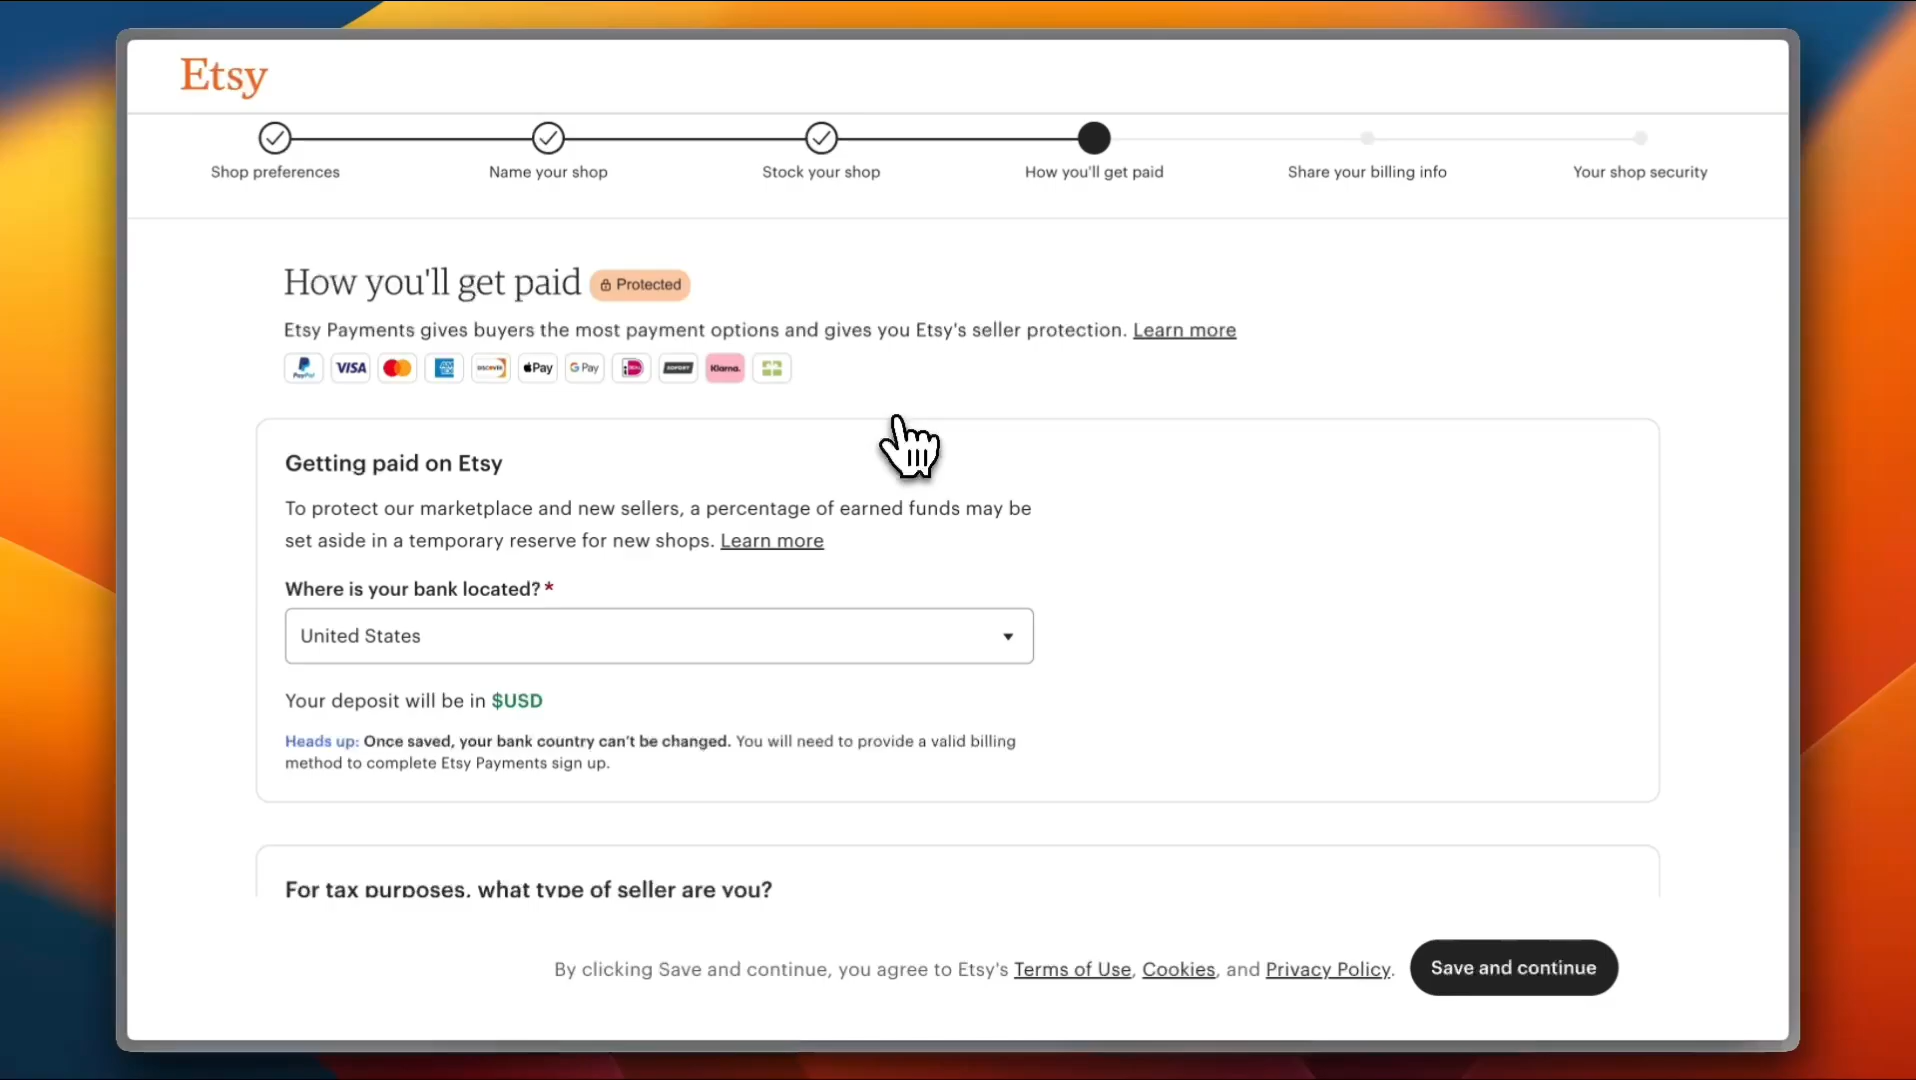 Etsy
Shop preferences
Name your shop
Stock your shop
How you'll get paid
Share your billing info
Your shop security
How you'll get paid Protected
Etsy Payments gives buyers the most payment options and gives you Etsy's seller protection. Learn more
PayPal VISA DISCOVER Pay G Pay iDEAL SOFORT Klarna.
Getting paid on Etsy
To protect our marketplace and new sellers, a percentage of earned funds may be
set aside in a temporary reserve for new shops. Learn more
Where is your bank located? *
United States
Your deposit will be in $USD
Heads up: Once saved, your bank country can't be changed. You will need to provide a valid billing
method to complete Etsy Payments sign up.
For tax purposes, what type of seller are you?
By clicking Save and continue, you agree to Etsy's Terms of Use, Cookies, and Privacy Policy.
Save and continue